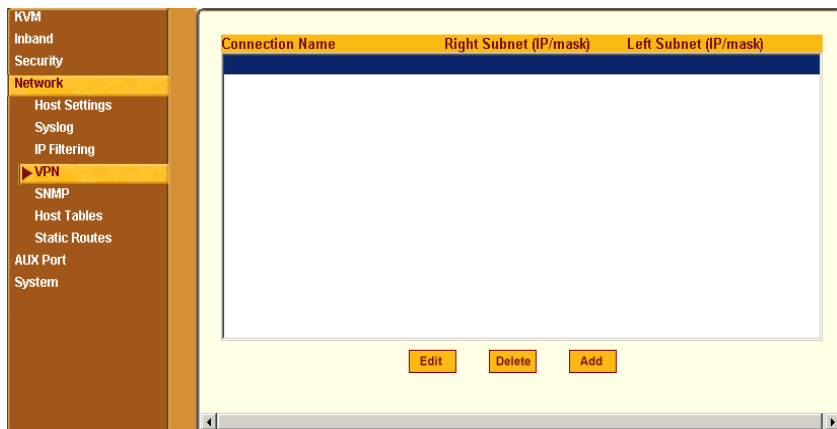 KVM
Inband
Security
Network
Host Settings
Syslog
IP Filtering
VPN
SNMP
Host Tables
Static Routes
AUX Port
System
Connection Name Right Subnet (IP/mask) Left Subnet (IP/mask)
Edit Delete Add